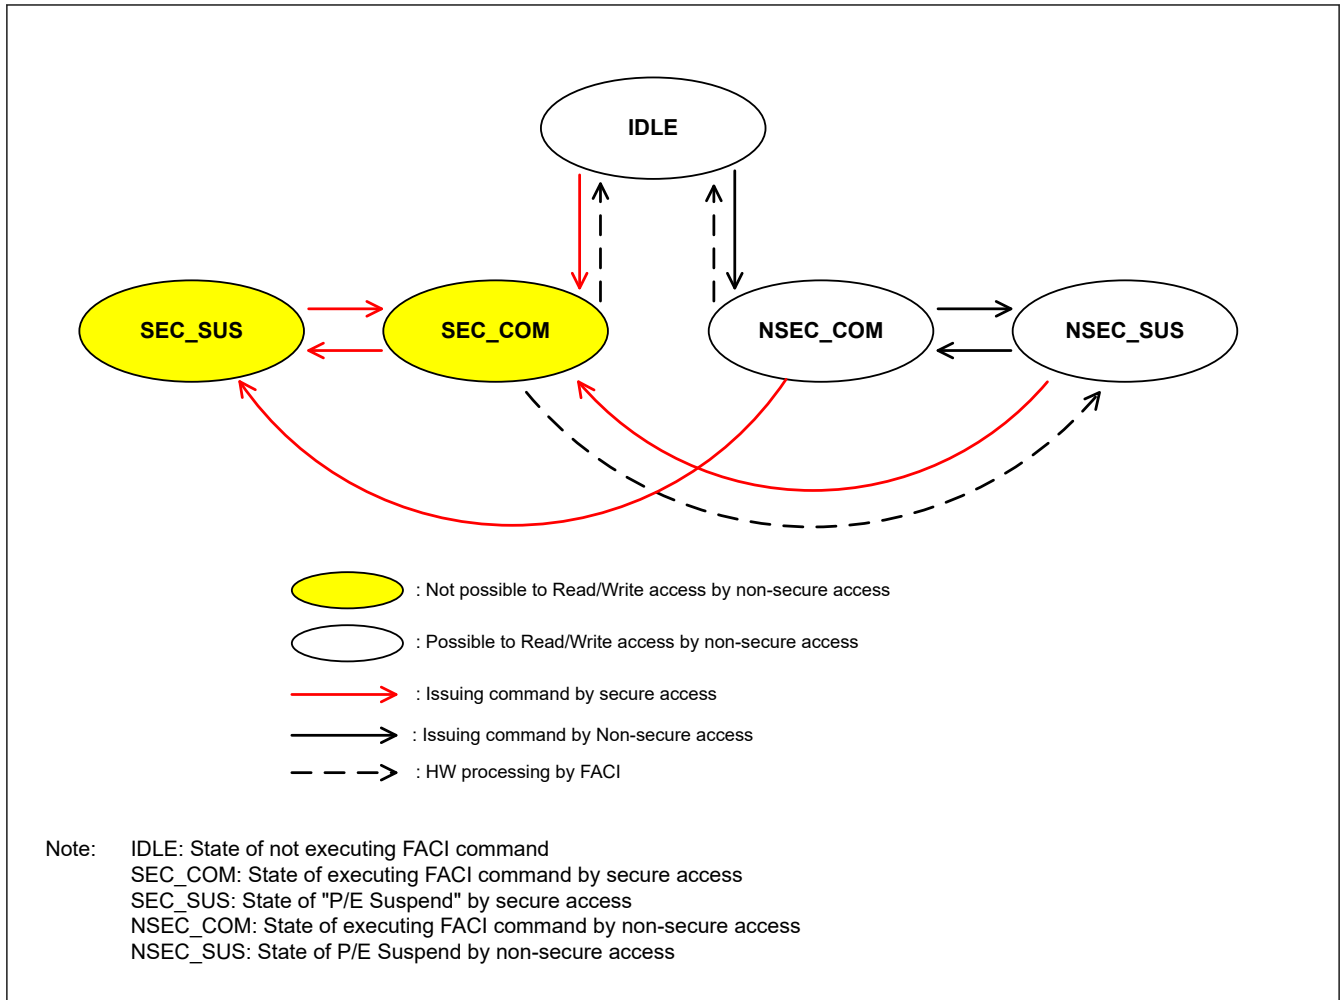 IDLE
SEC_SUS
SEC_COM
NSEC_COM
NSEC_SUS
: Not possible to Read/Write access by non-secure access
: Possible to Read/Write access by non-secure access
: Issuing command by secure access
: Issuing command by Non-secure access
: HW processing by FACI
Note: IDLE: State of not executing FACI command
SEC_COM: State of executing FACI command by secure access
SEC_SUS: State of "P/E Suspend" by secure access
NSEC_COM: State of executing FACI command by non-secure access
NSEC_SUS: State of P/E Suspend by non-secure access